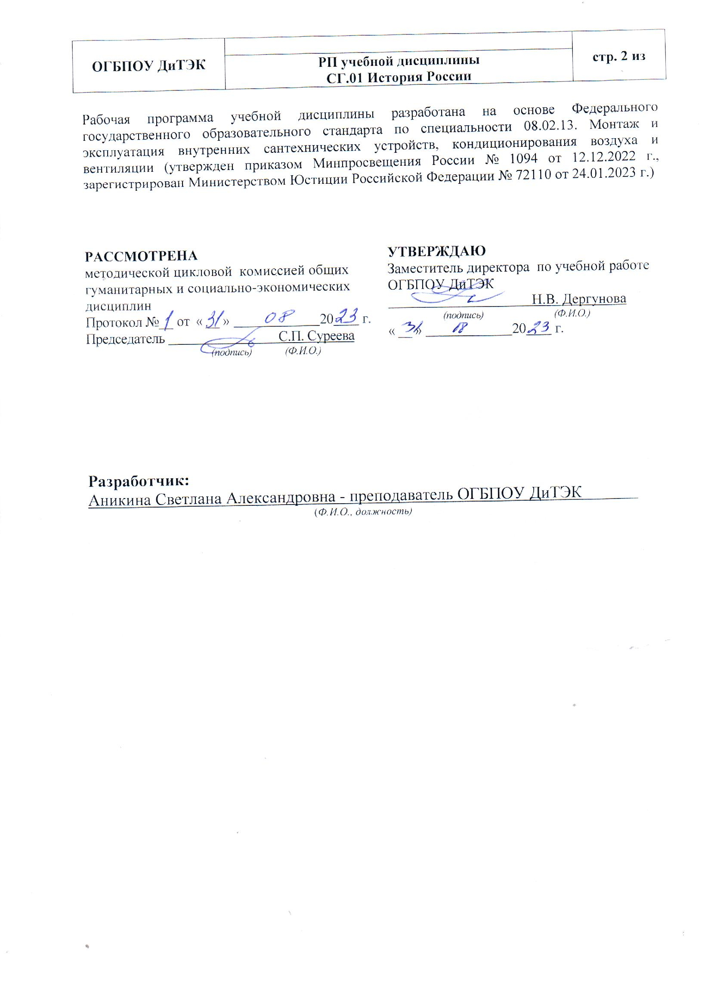 ОГБПОУ ДиТЭК
РП учебной дисциплины
СГ.01 История России
стр. 2 из
Рабочая программа учебной дисциплины разработана на основе Федерального
государственного образовательного стандарта по специальности 08.02.13. Монтаж и
эксплуатация внутренних сантехнических устройств, кондиционирования воздуха и
вентиляции (утвержден приказом Минпросвещения России № 1094 от 12.12.2022 г.,
зарегистрирован Министерством Юстиции Российской Федерации № 72110 от 24.01.2023 г.)
РАССМОТРЕНА
методической цикловой комиссией общих
гуманитарных и социально-экономических
дисциплин
Протокол № 1 от «31» 08 2023 г.
Председатель С.П. Суреева
(подпись) (Ф.И.О.)
УТВЕРЖДАЮ
Заместитель директора по учебной работе
ОГБПОУ ДиТЭК
Н.В. Дергунова
(подпись) (Ф.И.О.)
«31» 2023 г.
Разработчик:
Аникина Светлана Александровна - преподаватель ОГБПОУ ДиТЭК
(Ф.И.О., должность)